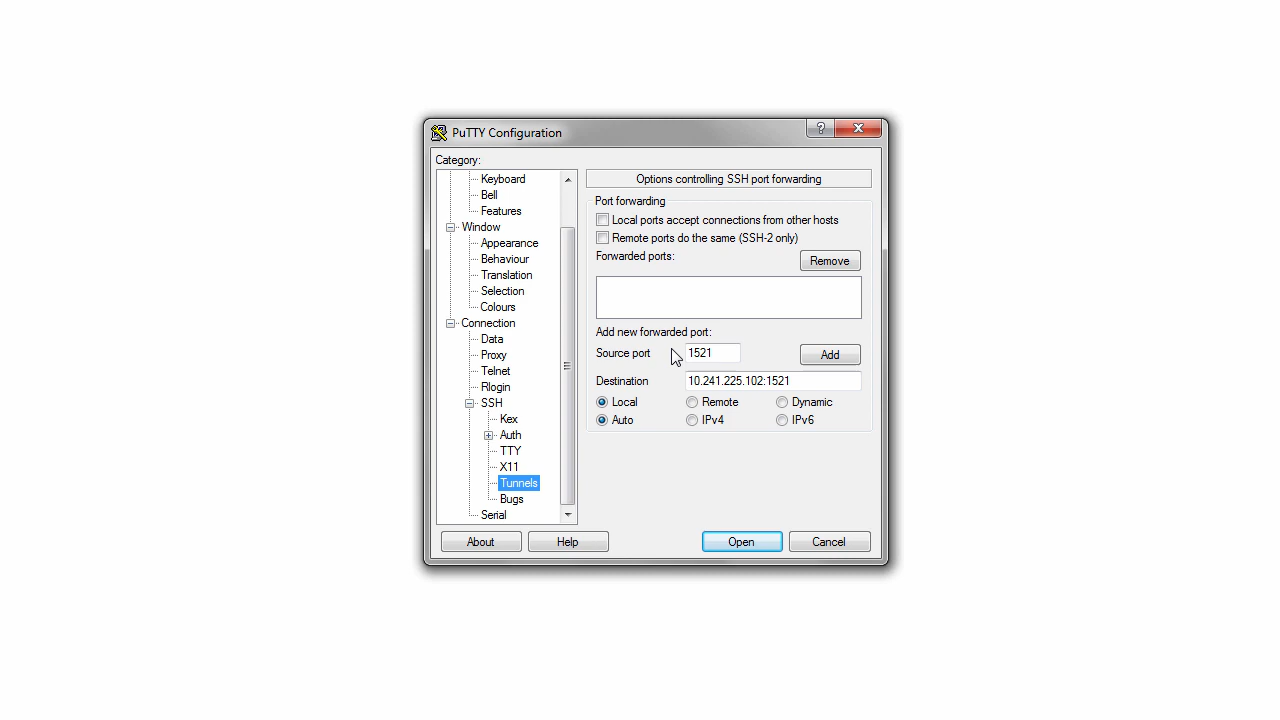 PuTTY Configuration
?
Category:
Keyboard
Bell
Features
Window
Appearance
Behaviour
Translation
Selection
Colours
Connection
Data
Proxy
Telnet
Rlogin
SSH
Kex
Auth
TTY
X11
Tunnels
Bugs
Serial
Options controlling SSH port forwarding
Port forwarding
Local ports accept connections from other hosts
Remote ports do the same (SSH-2 only)
Forwarded ports: Remove
Add new forwarded port:
Source port 1521 Add
Destination 10.241.225.102:1521
Local Remote Dynamic
Auto IPv4 IPv6
About Help Open Cancel